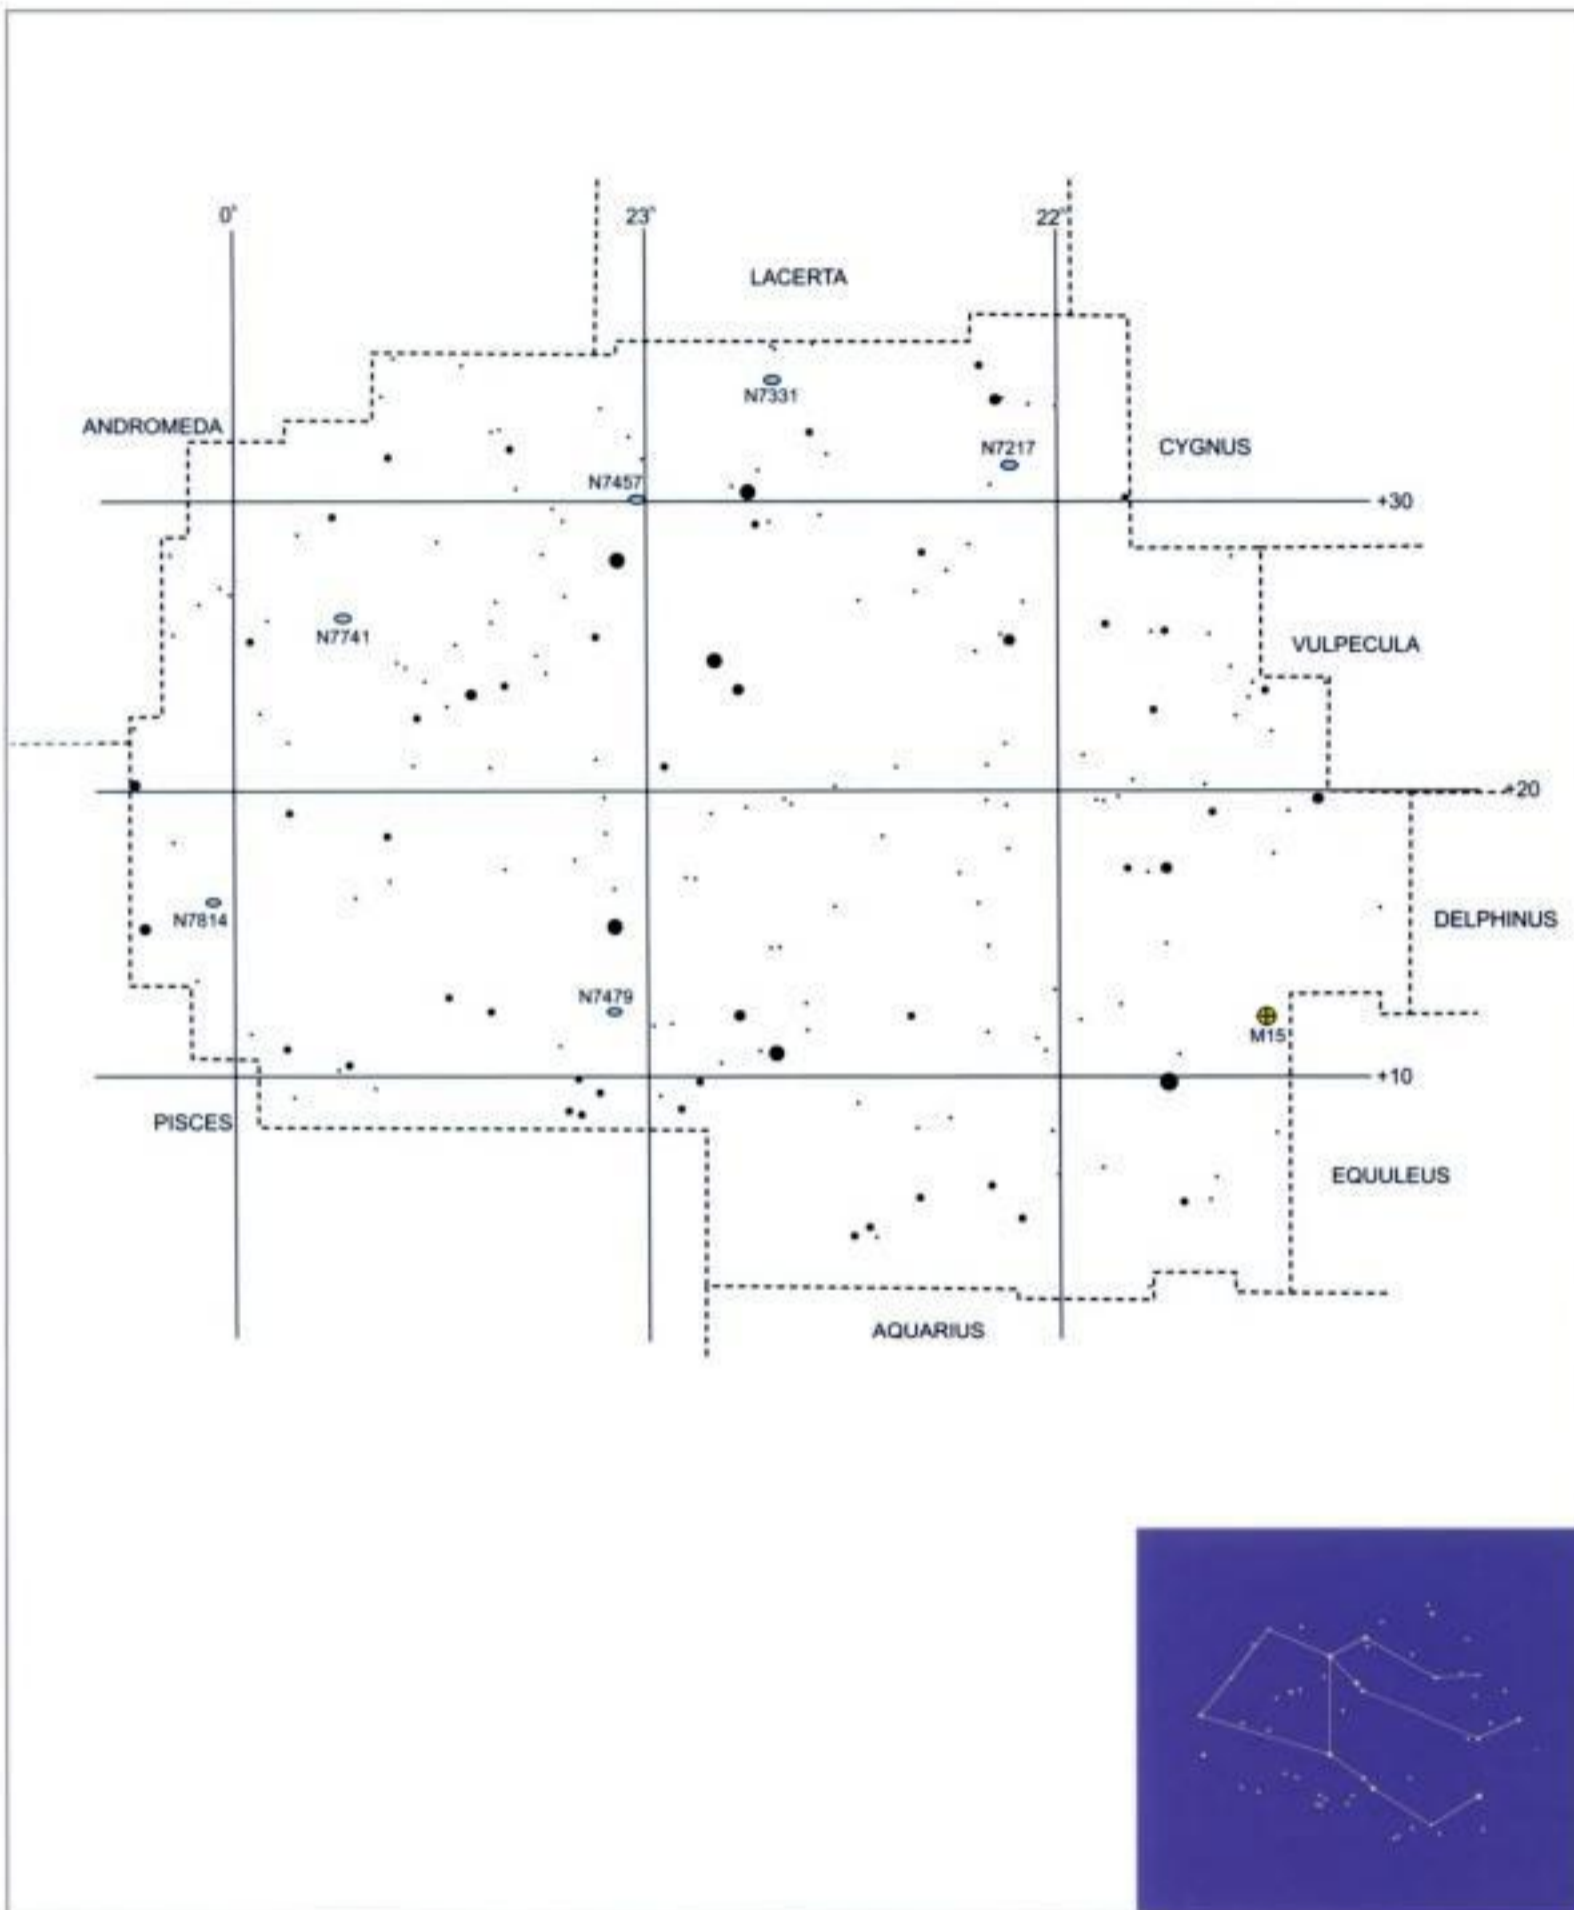 0ʰ 23ʰ 22ʰ
LACERTA
N7331
ANDROMEDA
N7217
CYGNUS
N7457
+30
N7741
VULPECULA
+20
N7814
DELPHINUS
N7479
M15
+10
PISCES
EQUULEUS
AQUARIUS